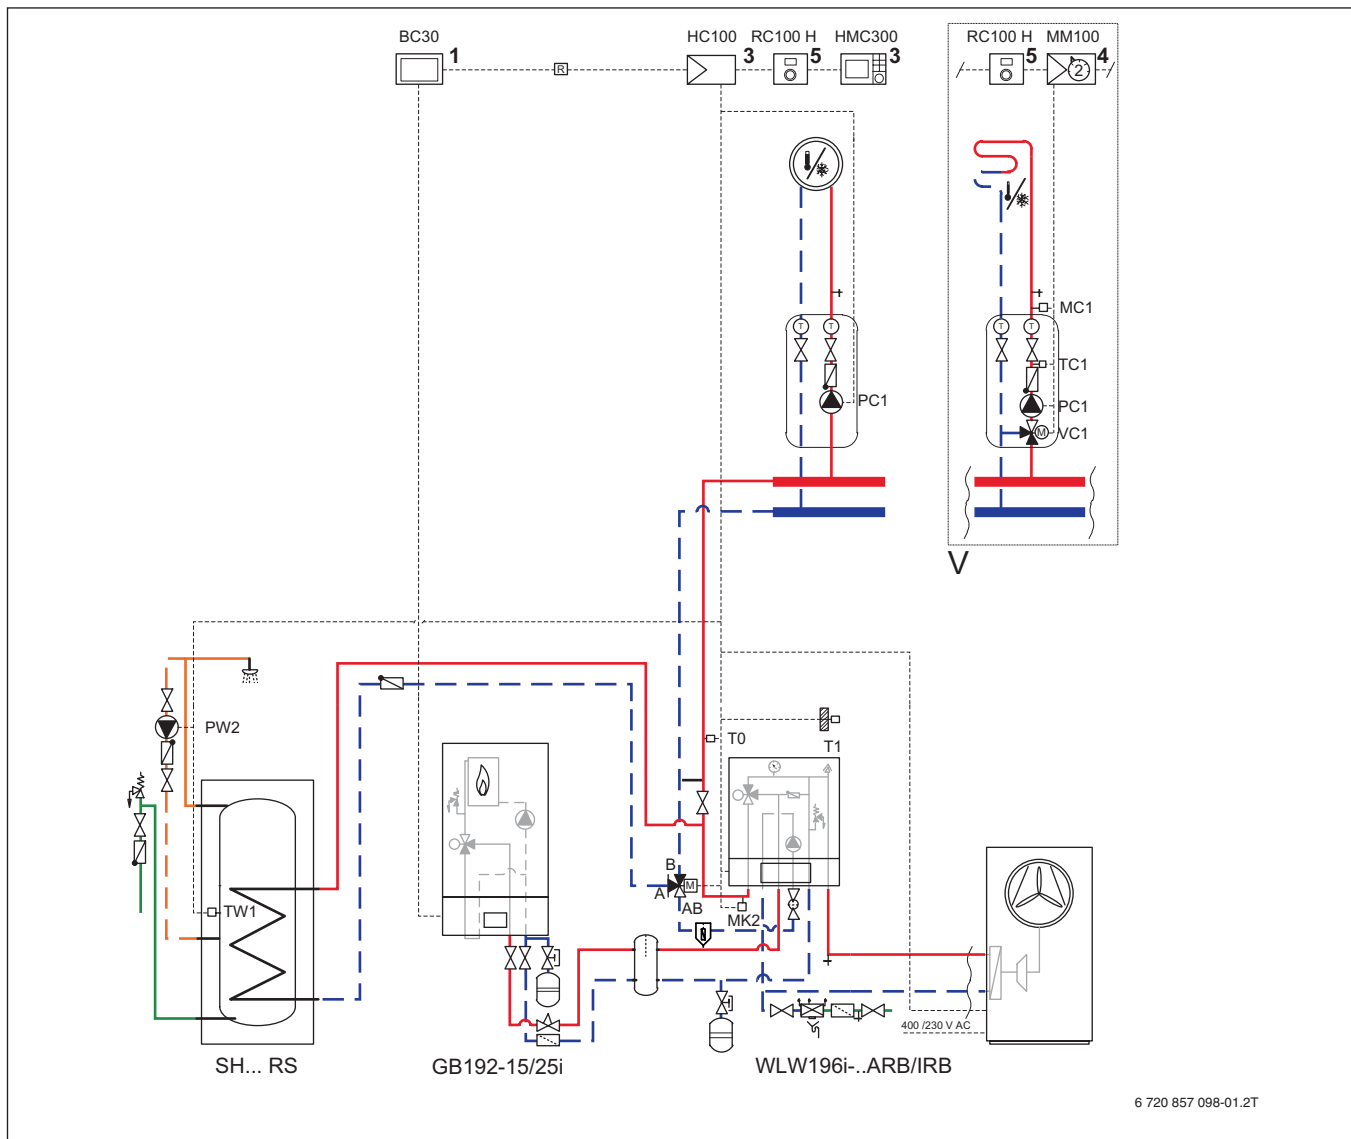 BC30
1
R
HC100
3
RC100 H
5
HMC300
3
RC100 H
5
MM100
2
4
MC1
T
T
T
T
TC1
PC1
PC1
M
VC1
V
PW2
T0
T1
B
M
A
AB
MK2
TW1
400 /230 V AC
SH... RS
GB192-15/25i
WLW196i-..ARB/IRB
6 720 857 098-01.2T